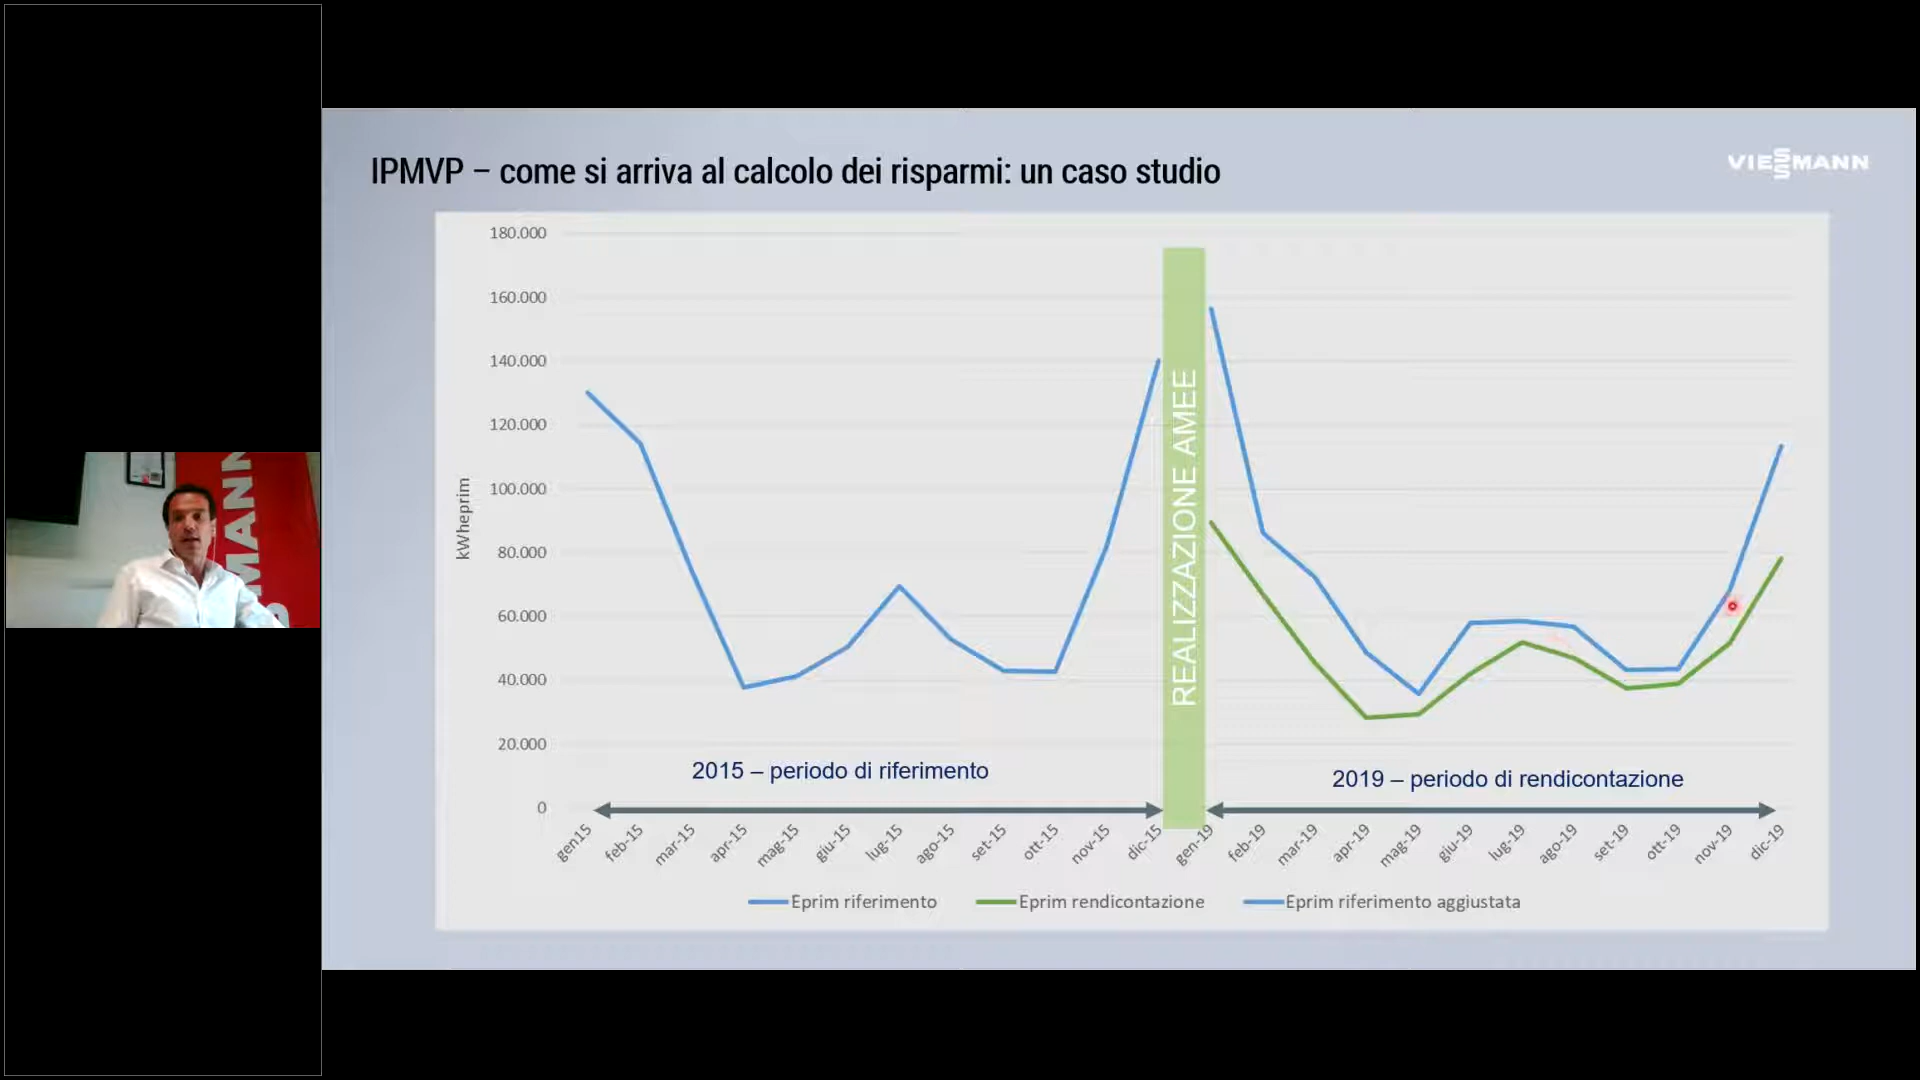 IPMVP – come si arriva al calcolo dei risparmi: un caso studio
VIESSMANN
180.000
160.000
140.000
120.000
100.000
80.000
60.000
40.000
20.000
0
kWheprim
REALIZZAZIONE AMEE
2015 – periodo di riferimento
2019 – periodo di rendicontazione
gen15
feb-15
mar-15
apr-15
mag-15
giu-15
lug-15
ago-15
set-15
ott-15
nov-15
dic-15
gen-19
feb-19
mar-19
apr-19
mag-19
giu-19
lug-19
ago-19
set-19
ott-19
nov-19
dic-19
Eprim riferimento
Eprim rendicontazione
Eprim riferimento aggiustata
SMANN